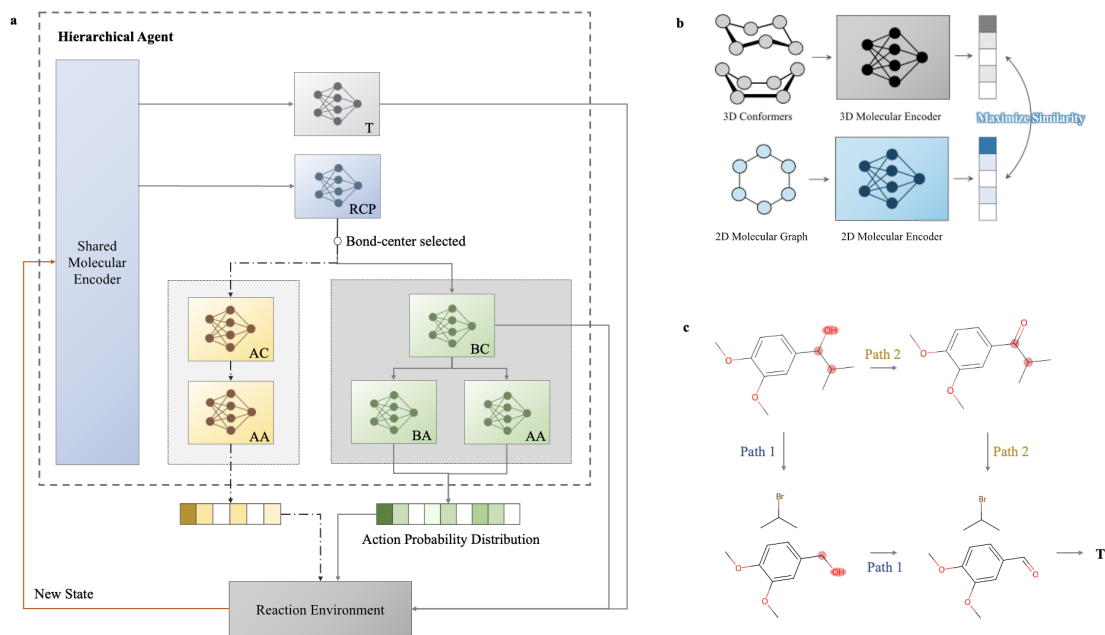 a
Hierarchical Agent
T
RCP
Bond-center selected
Shared
Molecular
Encoder
AC
BC
AA
BA
AA
Action Probability Distribution
New State
Reaction Environment
b
3D Conformers
3D Molecular Encoder
Maximize Similarity
2D Molecular Graph
2D Molecular Encoder
c
OH
O
O
O
Path 2
O
O
O
Path 1
Path 2
Br
Br
O
OH
O
Path 1
O
O
O
T